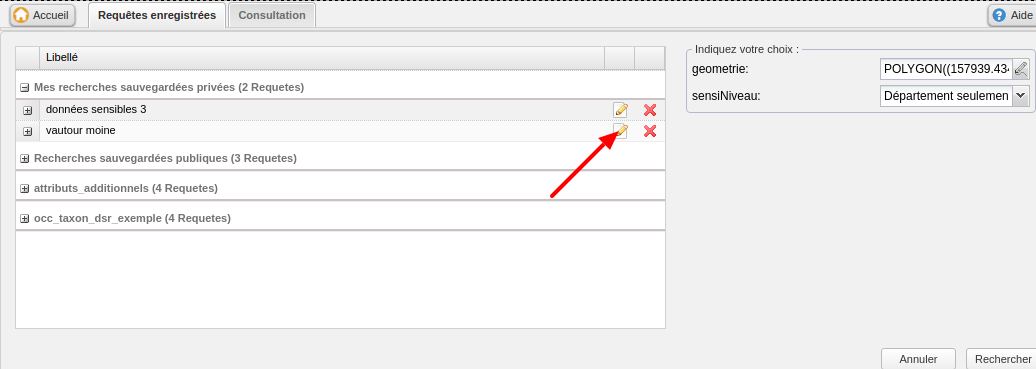 Accueil
Requêtes enregistrées
Consultation
Aide
Libellé
Mes recherches sauvegardées privées (2 Requetes)
données sensibles 3
vautour moine
Recherches sauvegardées publiques (3 Requetes)
attributs_additionnels (4 Requetes)
occ_taxon_dsr_exemple (4 Requetes)
Indiquez votre choix :
geometrie: POLYGON((157939.43
sensiNiveau: Département seulemen
Annuler
Rechercher